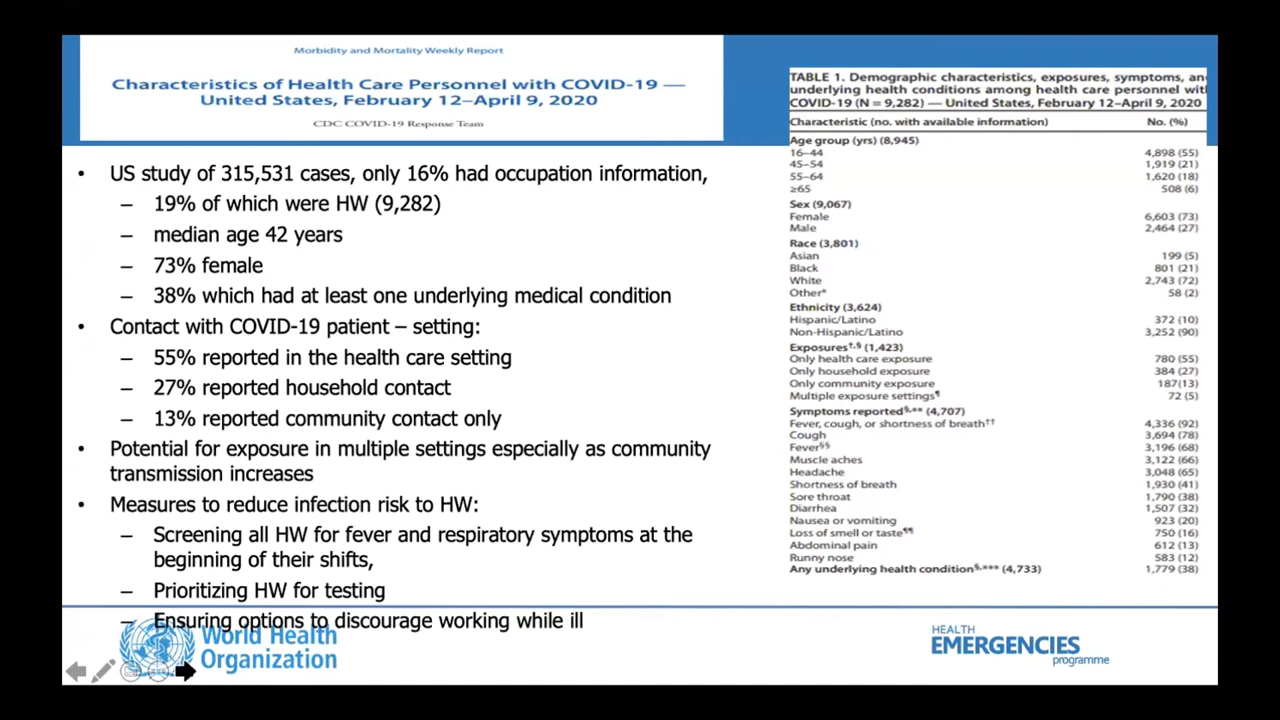 Morbidity and Mortality Weekly Report
Characteristics of Health Care Personnel with COVID-19 —
United States, February 12–April 9, 2020
CDC COVID-19 Response Team
• US study of 315,531 cases, only 16% had occupation information,
– 19% of which were HW (9,282)
– median age 42 years
– 73% female
– 38% which had at least one underlying medical condition
• Contact with COVID-19 patient – setting:
– 55% reported in the health care setting
– 27% reported household contact
– 13% reported community contact only
• Potential for exposure in multiple settings especially as community
transmission increases
• Measures to reduce infection risk to HW:
– Screening all HW for fever and respiratory symptoms at the
beginning of their shifts,
– Prioritizing HW for testing
– Ensuring options to discourage working while ill
TABLE 1. Demographic characteristics, exposures, symptoms, an
underlying health conditions among health care personnel wit
COVID-19 (N = 9,282) — United States, February 12–April 9, 2020
Characteristic (no. with available information) No. (%)
Age group (yrs) (8,945)
16–44 4,898 (55)
45–54 1,919 (21)
55–64 1,620 (18)
≥65 508 (6)
Sex (9,067)
Female 6,603 (73)
Male 2,464 (27)
Race (3,801)
Asian 199 (5)
Black 801 (21)
White 2,743 (72)
Other* 58 (2)
Ethnicity (3,624)
Hispanic/Latino 372 (10)
Non-Hispanic/Latino 3,252 (90)
Exposures†,§ (1,423)
Only health care exposure 780 (55)
Only household exposure 384 (27)
Only community exposure 187(13)
Multiple exposure settings¶ 72 (5)
Symptoms reported§,** (4,707)
Fever, cough, or shortness of breath†† 4,336 (92)
Cough 3,694 (78)
Fever§§ 3,196 (68)
Muscle aches 3,122 (66)
Headache 3,048 (65)
Shortness of breath 1,930 (41)
Sore throat 1,790 (38)
Diarrhea 1,507 (32)
Nausea or vomiting 923 (20)
Loss of smell or taste¶¶ 750 (16)
Abdominal pain 612 (13)
Runny nose 583 (12)
Any underlying health condition§,*** (4,733) 1,779 (38)
World Health
Organization
HEALTH
EMERGENCIES
programme